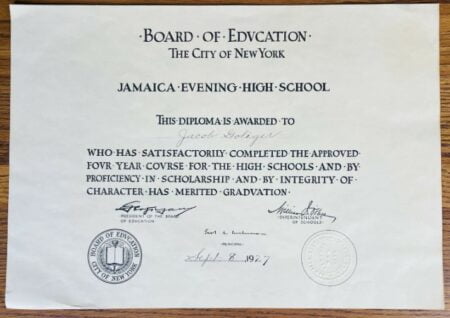 ·BOARD · OF · EDVCATION·
THE CITY OF NEW YORK
JAMAICA · EVENING · HIGH · SCHOOL
THIS DIPLOMA IS AWARDED TO
Jacob
WHO · HAS · SATISFACTORILY · COMPLETED THE APPROVED
FOVR YEAR COVRSE · FOR · THE · HIGH · SCHOOLS · AND · BY
PROFICIENCY · IN · SCHOLARSHIP · AND · BY · INTEGRITY · OF
CHARACTER · HAS · MERITED · GRADVATION ·
PRESIDENT OF THE BOARD
OF EDUCATION
SUPERINTENDENT
OF SCHOOLS
PRINCIPAL
Sept. 8 1927
BOARD OF EDUCATION
CITY OF NEW YORK